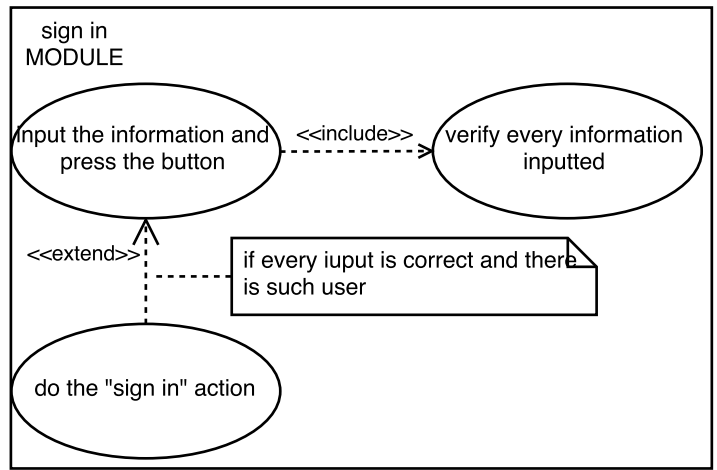 sign in
MODULE
input the information and
press the button
<<include>>
verify every information
inputted
<<extend>>
if every iuput is correct and there
is such user
do the "sign in" action